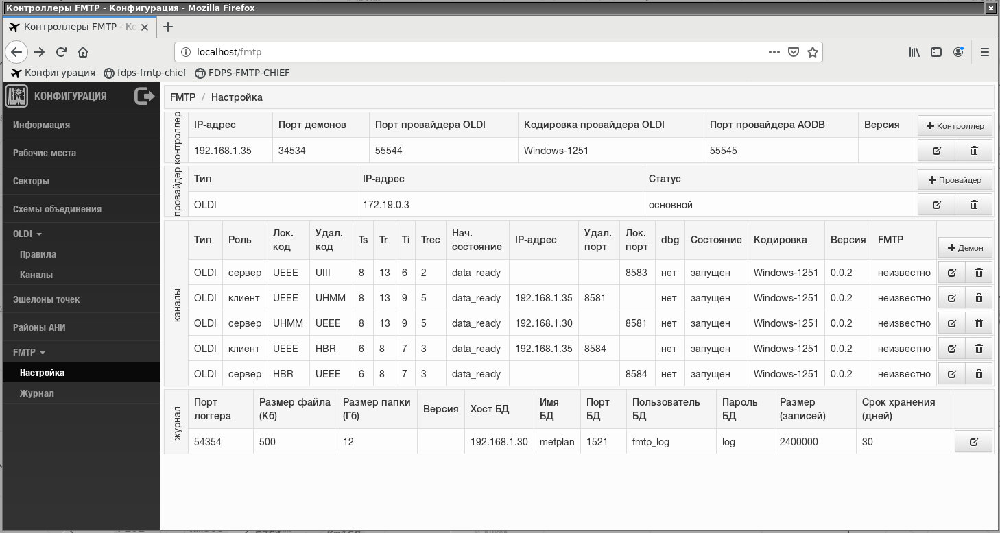 Контроллеры FMTP - Конфигурация - Mozilla Firefox
Контроллеры FMTP - Ко
localhost/fmtp
Конфигурация fdps-fmtp-chief FDPS-FMTP-CHIEF
КОНФИГУРАЦИЯ
Информация
Рабочие места
Секторы
Схемы объединения
OLDI
Правила
Каналы
Эшелоны точек
Районы АНИ
FMTP
Настройка
Журнал
FMTP / Настройка
контроллер
IP-адрес Порт демонов Порт провайдера OLDI Кодировка провайдера OLDI Порт провайдера AODB Версия + Контроллер
192.168.1.35 34534 55544 Windows-1251 55545
провайдер
Тип IP-адрес Статус + Провайдер
OLDI 172.19.0.3 основной
каналы
Тип Роль Лок. код Удал. код Ts Tr Ti Trec Нач. состояние IP-адрес Удал. порт Лок. порт dbg Состояние Кодировка Версия FMTP + Демон
OLDI сервер UEEE UIII 8 13 6 2 data_ready 8583 нет запущен Windows-1251 0.0.2 неизвестно
OLDI клиент UEEE UHMM 8 13 9 5 data_ready 192.168.1.35 8581 нет запущен Windows-1251 0.0.2 неизвестно
OLDI сервер UHMM UEEE 8 13 9 5 data_ready 192.168.1.30 8581 нет запущен Windows-1251 0.0.2 неизвестно
OLDI клиент UEEE HBR 6 8 7 3 data_ready 192.168.1.35 8584 нет запущен Windows-1251 0.0.2 неизвестно
OLDI сервер HBR UEEE 6 8 7 3 data_ready 8584 нет запущен Windows-1251 0.0.2 неизвестно
журнал
Порт логгера Размер файла (Кб) Размер папки (Гб) Версия Хост БД Имя БД Порт БД Пользователь БД Пароль БД Размер (записей) Срок хранения (дней)
54354 500 12 192.168.1.30 metplan 1521 fmtp_log log 2400000 30